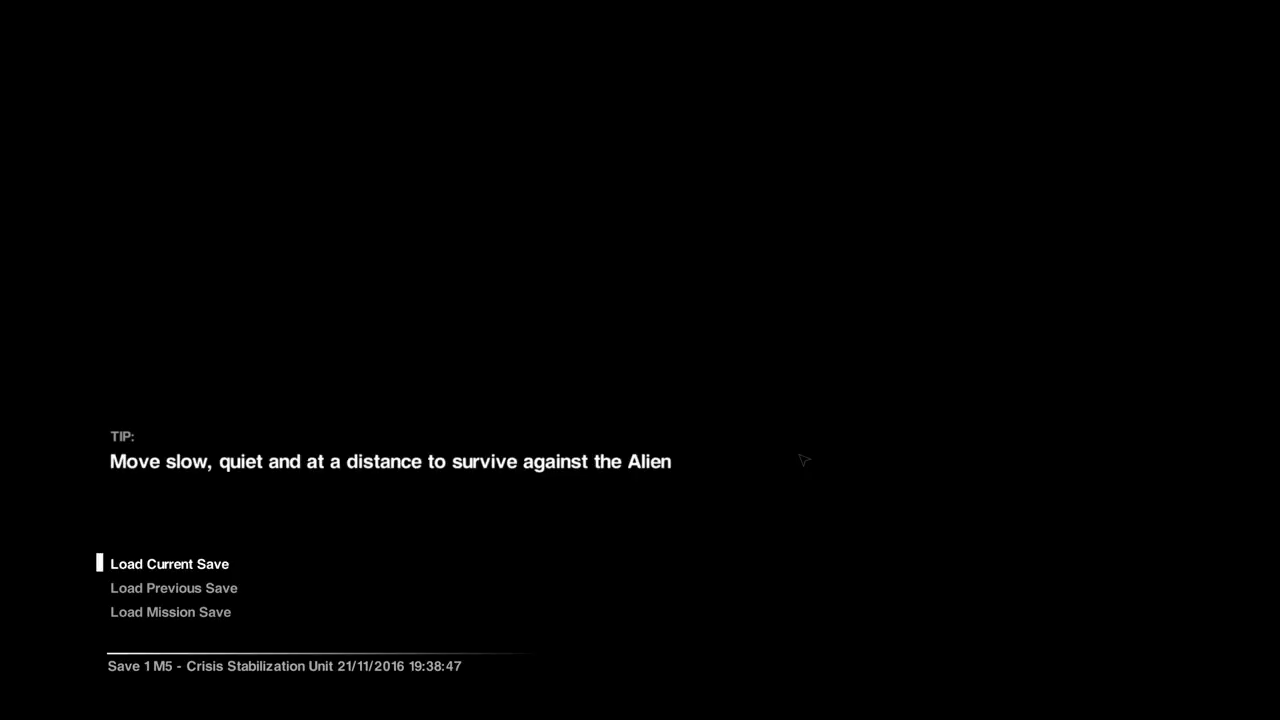 TIP:
Move slow, quiet and at a distance to survive against the Alien
Load Current Save
Load Previous Save
Load Mission Save
Save 1 M5 - Crisis Stabilization Unit 21/11/2016 19:38:47